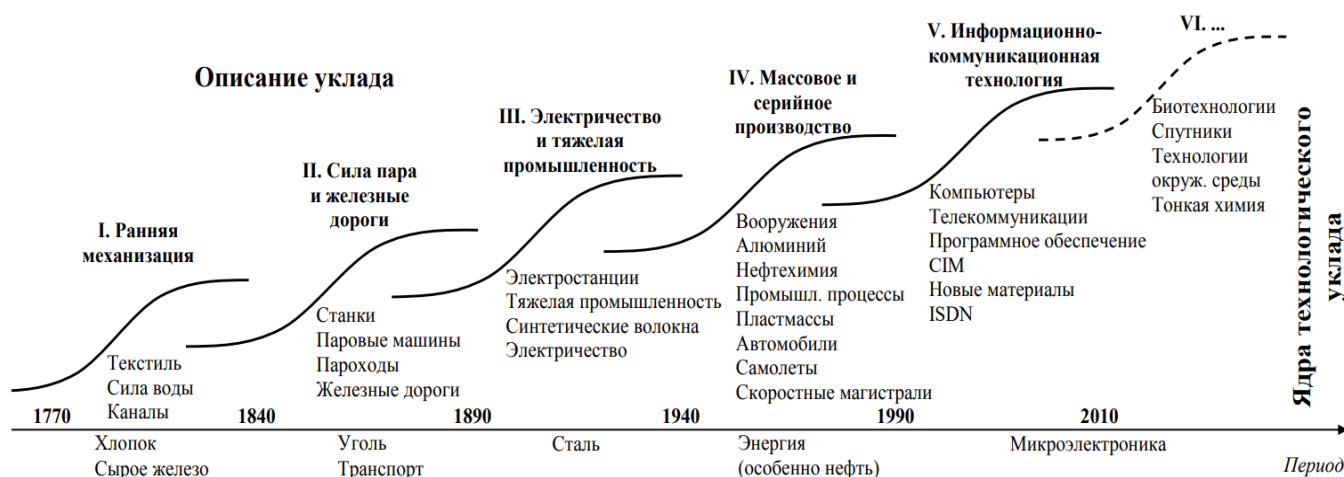 Описание уклада
I. Ранняя
механизация
Текстиль
Сила воды
Каналы
II. Сила пара
и железные
дороги
Станки
Паровые машины
Пароходы
Железные дороги
III. Электричество
и тяжелая
промышленность
Электростанции
Тяжелая промышленность
Синтетические волокна
Электричество
IV. Массовое и
серийное
производство
Вооружения
Алюминий
Нефтехимия
Промышл. процессы
Пластмассы
Автомобили
Самолеты
Скоростные магистрали
V. Информационно-
коммуникационная
технология
Компьютеры
Телекоммуникации
Программное обеспечение
CIM
Новые материалы
ISDN
VI. ...
Биотехнологии
Спутники
Технологии
окруж. среды
Тонкая химия
Ядра технологического
уклада
1770 1840 1890 1940 1990 2010
Хлопок
Сырое железо
Уголь
Транспорт
Сталь
Энергия
(особенно нефть)
Микроэлектроника
Период